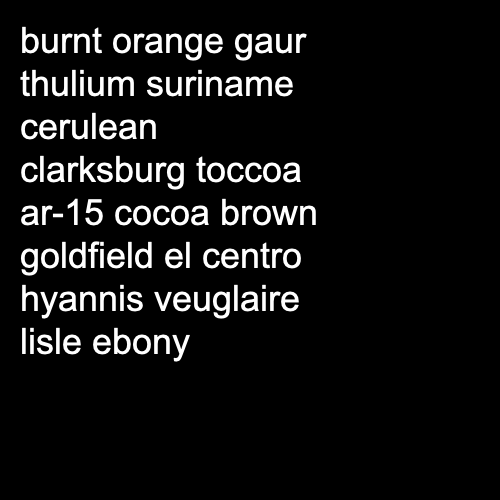 burnt orange gaur
thulium suriname
cerulean
clarksburg toccoa
ar-15 cocoa brown
goldfield el centro
hyannis veuglaire
lisle ebony